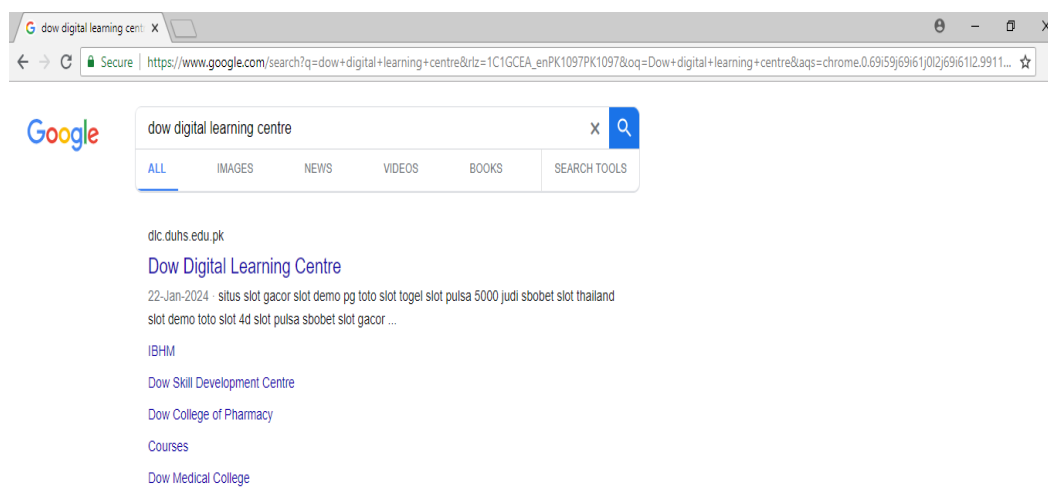 dow digital learning cent
Secure | https://www.google.com/search?q=dow+digital+learning+centre&rlz=1C1GCEA_enPK1097PK1097&oq=Dow+digital+learning+centre&aqs=chrome.0.69i59j69i61j0l2j69i61l2.9911...
Google
dow digital learning centre
ALL IMAGES NEWS VIDEOS BOOKS SEARCH TOOLS
dlc.duhs.edu.pk
Dow Digital Learning Centre
22-Jan-2024 · situs slot gacor slot demo pg toto slot togel slot pulsa 5000 judi sbobet slot thailand
slot demo toto slot 4d slot pulsa sbobet slot gacor ...
IBHM
Dow Skill Development Centre
Dow College of Pharmacy
Courses
Dow Medical College